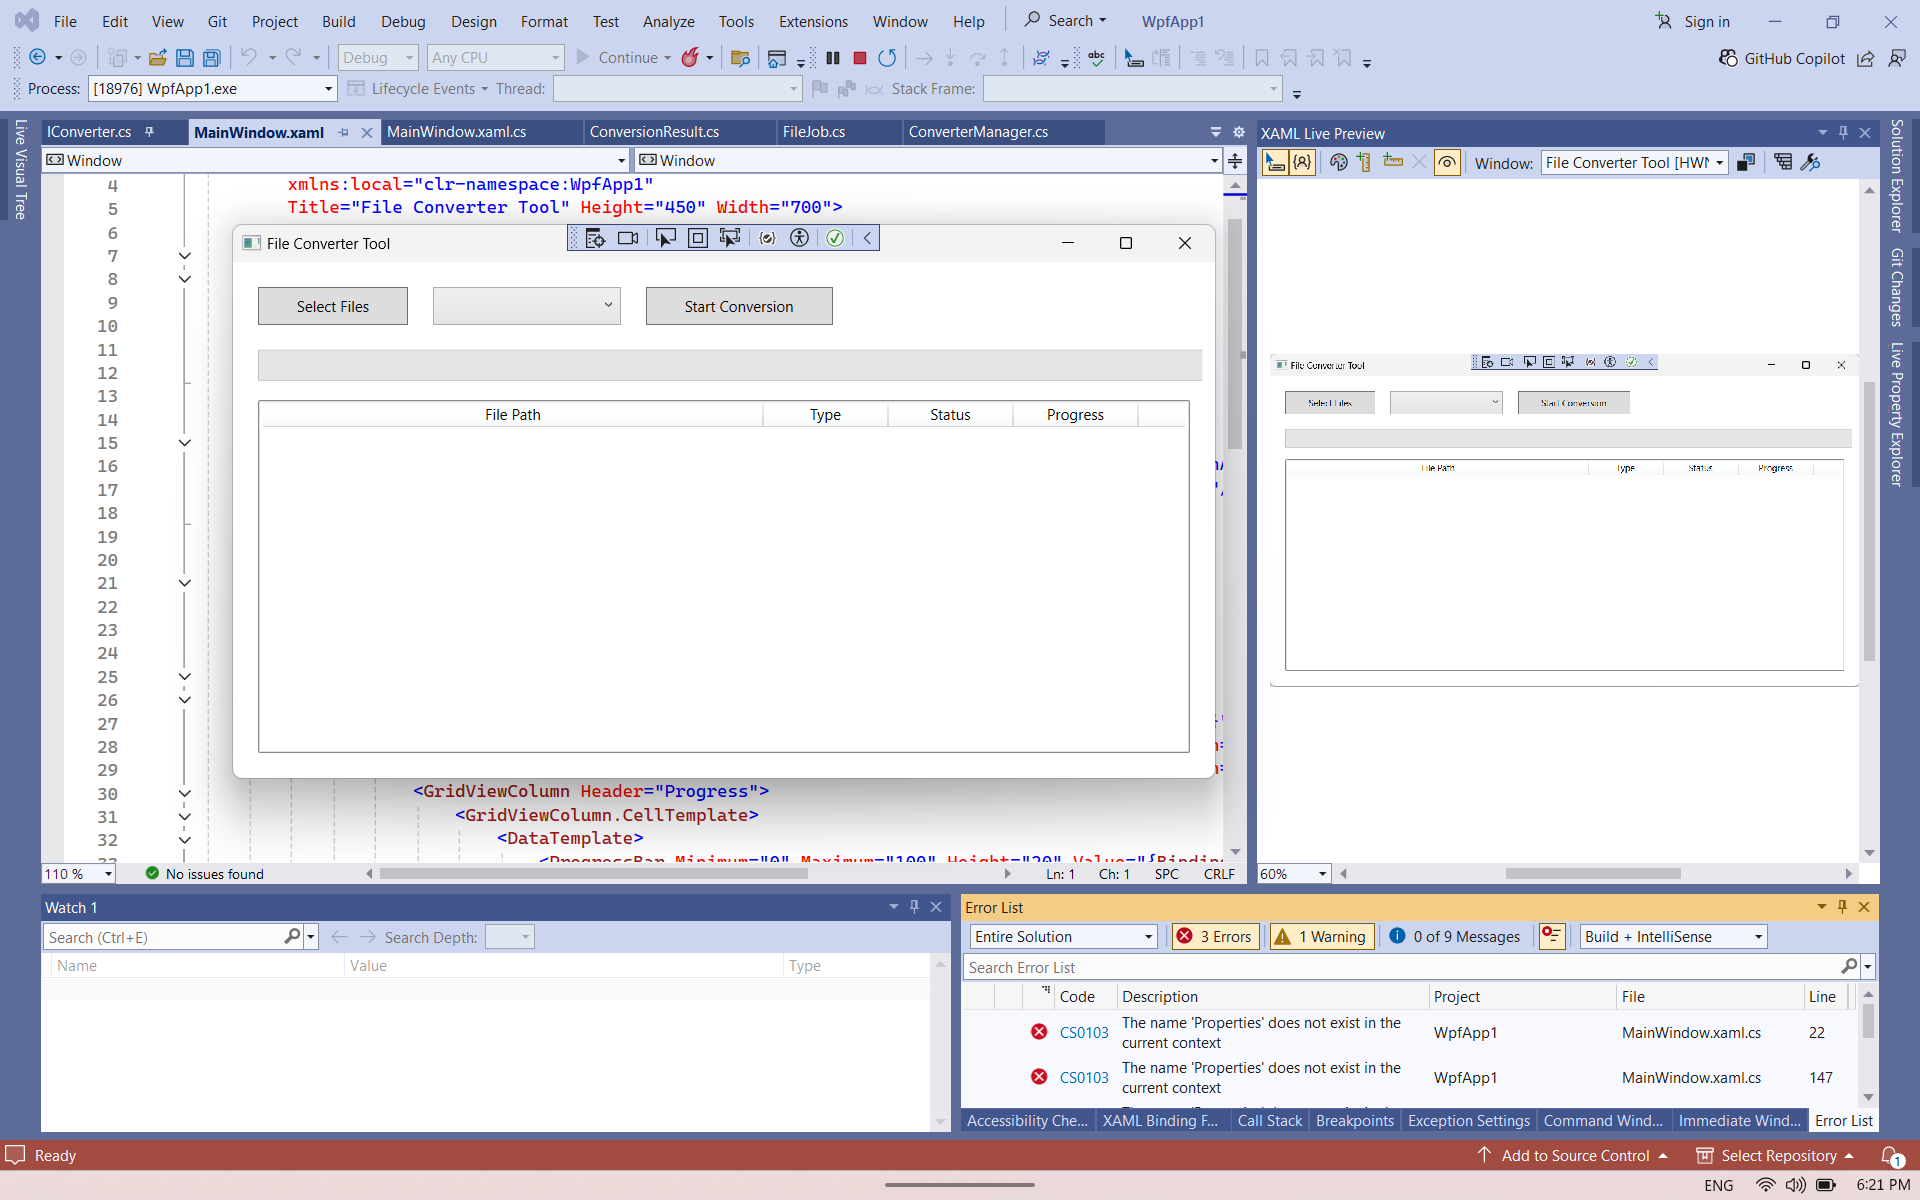 File Edit View Git Project Build Debug Design Format Test Analyze Tools Extensions Window Help Search WpfApp1 Sign in
Debug Any CPU Continue GitHub Copilot
Process: [18976] WpfApp1.exe Lifecycle Events Thread: Stack Frame:
Live Visual Tree
IConverter.cs MainWindow.xaml MainWindow.xaml.cs ConversionResult.cs FileJob.cs ConverterManager.cs
Window Window
4 xmlns:local="clr-namespace:WpfApp1"
5 Title="File Converter Tool" Height="450" Width="700">
6
7
8
9
10
11
12
13
14
15
16
17
18
19
20
21
22
23
24
25
26
27
28
29
30 <GridViewColumn Header="Progress">
31 <GridViewColumn.CellTemplate>
32 <DataTemplate>
33 <ProgressBar Minimum="0" Maximum="100" Height="20" Value="{Bindin
File Converter Tool
Select Files Start Conversion
File Path Type Status Progress
110 % No issues found Ln: 1 Ch: 1 SPC CRLF
XAML Live Preview
Window: File Converter Tool [HWN
File Converter Tool
Select Files Start Conversion
File Path Type Status Progress
60%
Solution Explorer
Git Changes
Live Property Explorer
Watch 1
Search (Ctrl+E) Search Depth:
Name Value Type
Error List
Entire Solution 3 Errors 1 Warning 0 of 9 Messages Build + IntelliSense
Search Error List
Code Description Project File Line
CS0103 The name 'Properties' does not exist in the current context WpfApp1 MainWindow.xaml.cs 22
CS0103 The name 'Properties' does not exist in the current context WpfApp1 MainWindow.xaml.cs 147
Accessibility Che... XAML Binding F... Call Stack Breakpoints Exception Settings Command Wind... Immediate Wind... Error List
Ready Add to Source Control Select Repository 1
ENG 6:21 PM